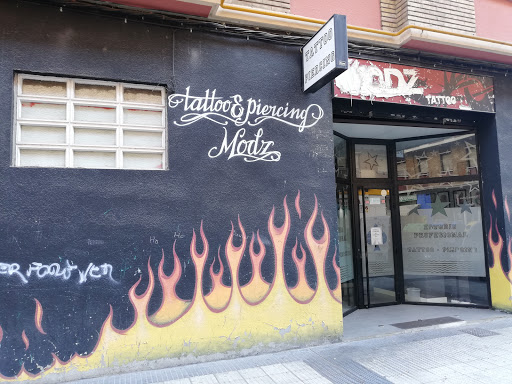 TATTOO
PIERCING
MODZ
TATTOO
tattoo & piercing
Modz
ESTUDIO
PROFESIONAL
TATTOO - PIERCING